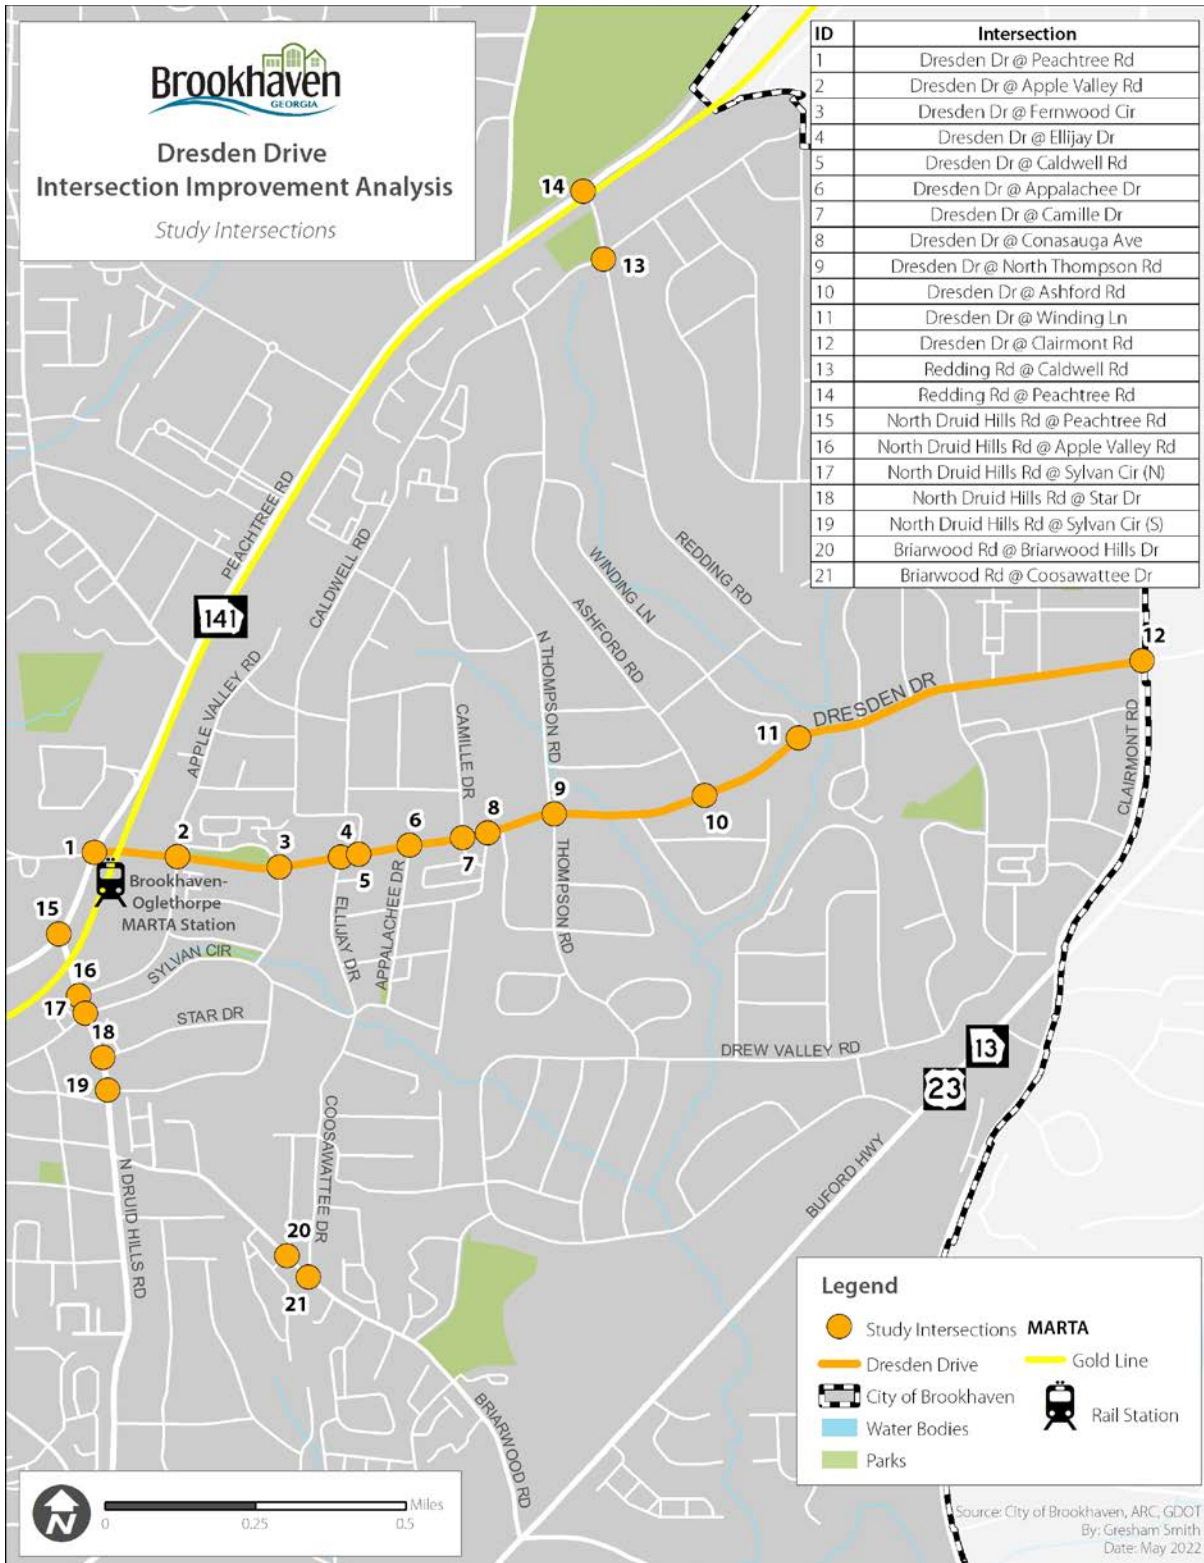 Brookhaven
GEORGIA
Dresden Drive
Intersection Improvement Analysis
Study Intersections
ID Intersection
1 Dresden Dr @ Peachtree Rd
2 Dresden Dr @ Apple Valley Rd
3 Dresden Dr @ Fernwood Cir
4 Dresden Dr @ Ellijay Dr
5 Dresden Dr @ Caldwell Rd
6 Dresden Dr @ Appalachee Dr
7 Dresden Dr @ Camille Dr
8 Dresden Dr @ Conasauga Ave
9 Dresden Dr @ North Thompson Rd
10 Dresden Dr @ Ashford Rd
11 Dresden Dr @ Winding Ln
12 Dresden Dr @ Clairmont Rd
13 Redding Rd @ Caldwell Rd
14 Redding Rd @ Peachtree Rd
15 North Druid Hills Rd @ Peachtree Rd
16 North Druid Hills Rd @ Apple Valley Rd
17 North Druid Hills Rd @ Sylvan Cir (N)
18 North Druid Hills Rd @ Star Dr
19 North Druid Hills Rd @ Sylvan Cir (S)
20 Briarwood Rd @ Briarwood Hills Dr
21 Briarwood Rd @ Coosawattee Dr
14
13
PEACHTREE RD
141
CALDWELL RD
APPLE VALLEY RD
N THOMPSON RD
WINDING LN
ASHFORD RD
REDDING RD
CAMILLE DR
DRESDEN DR
CLAIRMONT RD
12
11
10
9
8
7
6
5
4
3
2
1
Brookhaven-
Oglethorpe
MARTA Station
15
16
17
18
19
SYLVAN CIR
STAR DR
ELLIJAY DR
APPALACHEE DR
THOMPSON RD
DREW VALLEY RD
13
23
BUFORD HWY
COOSAWATTEE DR
N DRUID HILLS RD
20
21
BRIARWOOD RD
Legend
Study Intersections
Dresden Drive
City of Brookhaven
Water Bodies
Parks
MARTA
Gold Line
Rail Station
N
Miles
0 0.25 0.5
Source: City of Brookhaven, ARC, GDOT
By: Gresham Smith
Date: May 2022